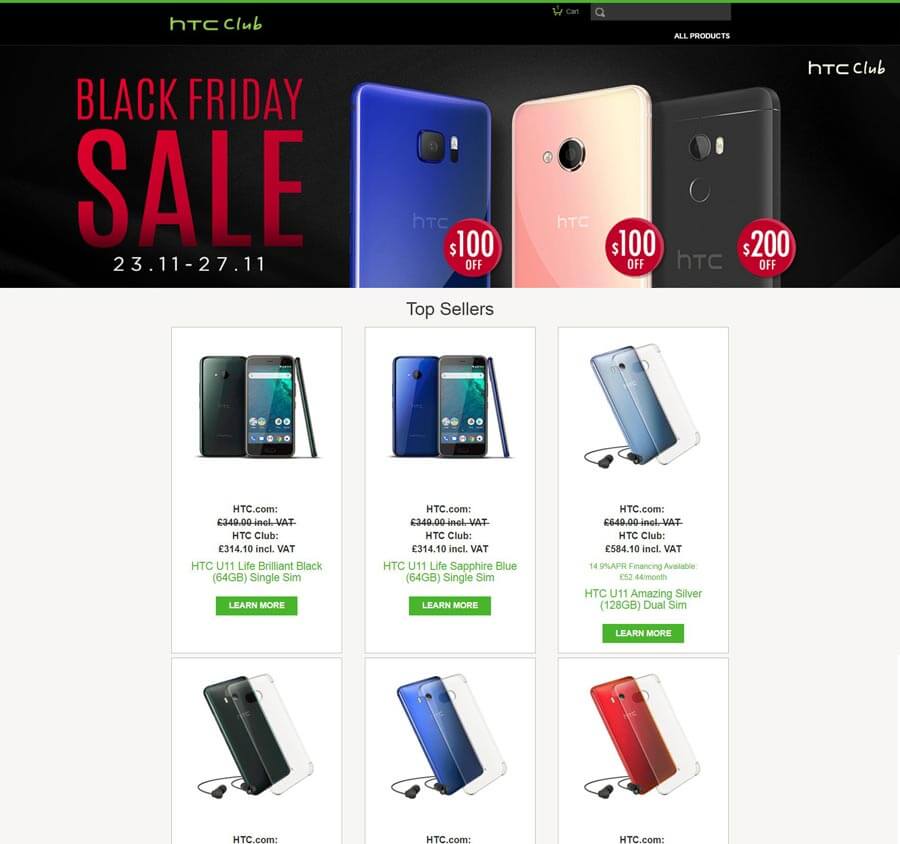 hTC Club
Cart
ALL PRODUCTS
hTC Club
BLACK FRIDAY
SALE
23.11-27.11
hTC
hTC
hTC
$100
OFF
$100
OFF
$200
OFF
Top Sellers
HTC.com:
£349.00 incl. VAT
HTC Club:
£314.10 incl. VAT
HTC U11 Life Brilliant Black
(64GB) Single Sim
LEARN MORE
HTC.com:
£349.00 incl. VAT
HTC Club:
£314.10 incl. VAT
HTC U11 Life Sapphire Blue
(64GB) Single Sim
LEARN MORE
HTC.com:
£649.00 incl. VAT
HTC Club:
£584.10 incl. VAT
14.9%APR Financing Available:
£52.44/month
HTC U11 Amazing Silver
(128GB) Dual Sim
LEARN MORE
HTC.com:
HTC.com:
HTC.com: